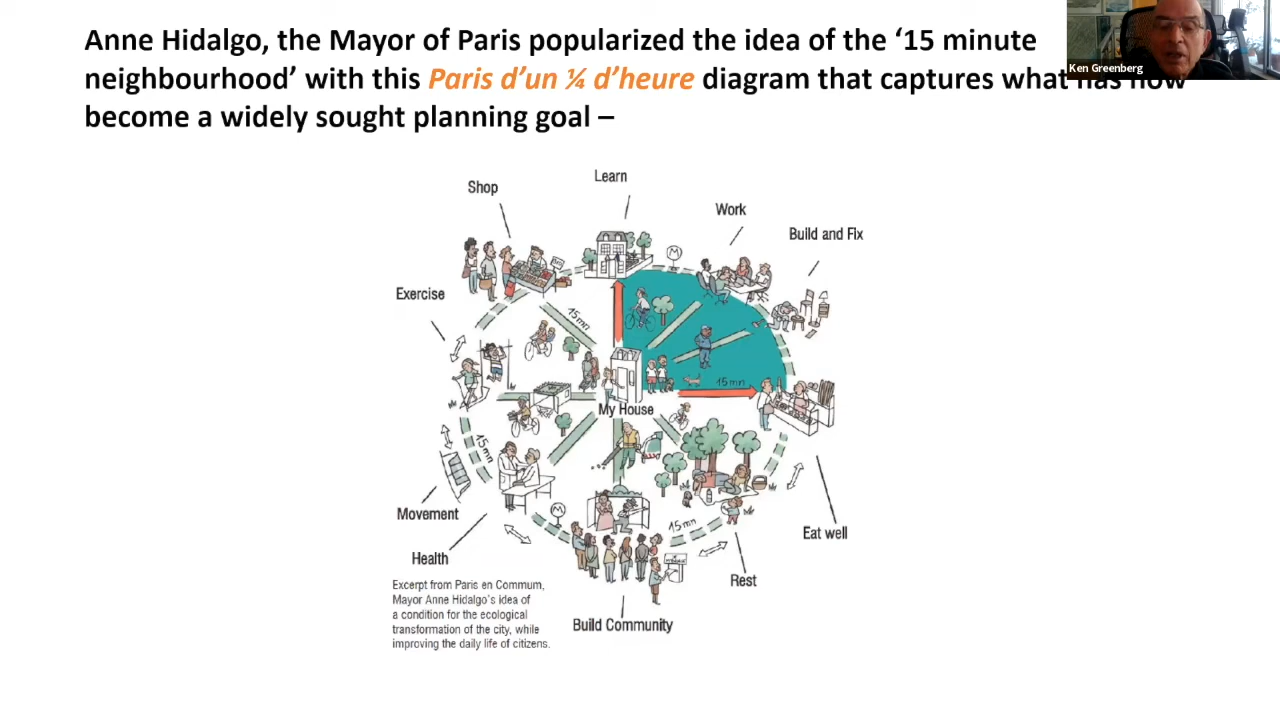 Anne Hidalgo, the Mayor of Paris popularized the idea of the ‘15 minute
neighbourhood’ with this Paris d’un ¼ d’heure diagram that captures what has now
become a widely sought planning goal –
Ken Greenberg
Learn
Shop
Work
Build and Fix
Exercise
M
15 mn
15 mn
My House
15 mn
Movement
M
15 mn
Eat well
Health
Rest
Excerpt from Paris en Commum,
Mayor Anne Hidalgo's idea of
a condition for the ecological
transformation of the city, while
improving the daily life of citizens.
Build Community